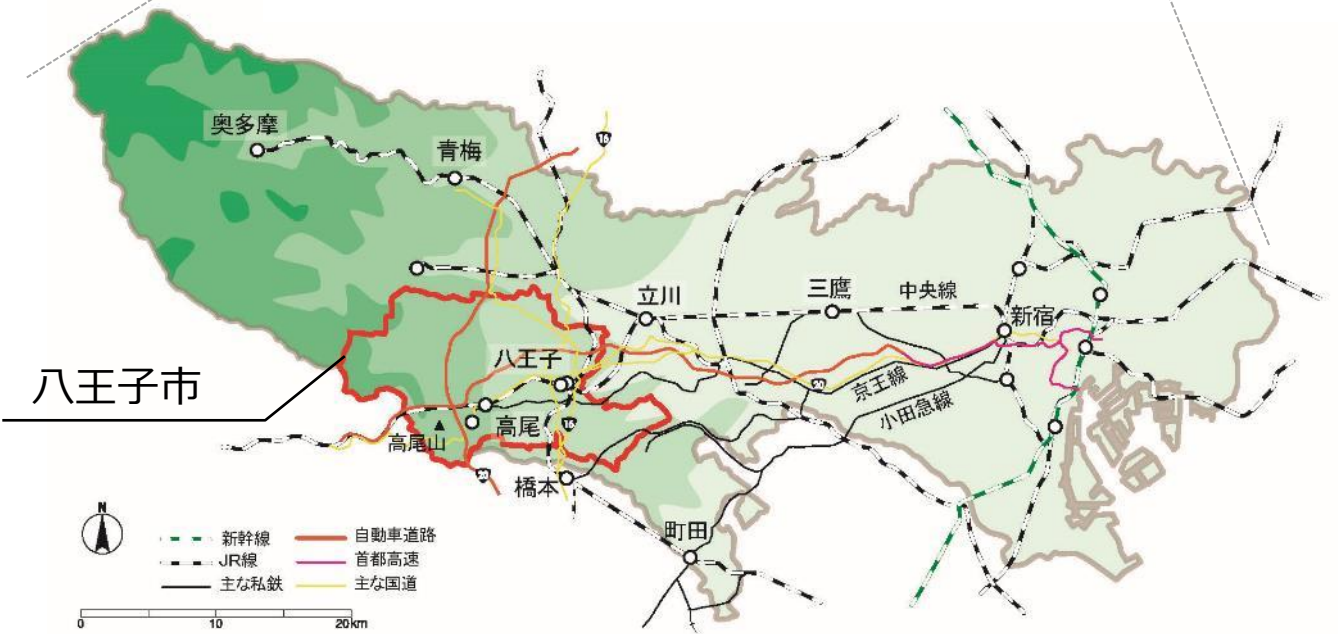 奥多摩
青梅
16
立川
三鷹
中央線
新宿
八王子
八王子市
京王線
20
小田急線
高尾
16
高尾山
20
橋本
町田
N
新幹線
自動車道路
JR線
首都高速
主な私鉄
主な国道
0 10 20km